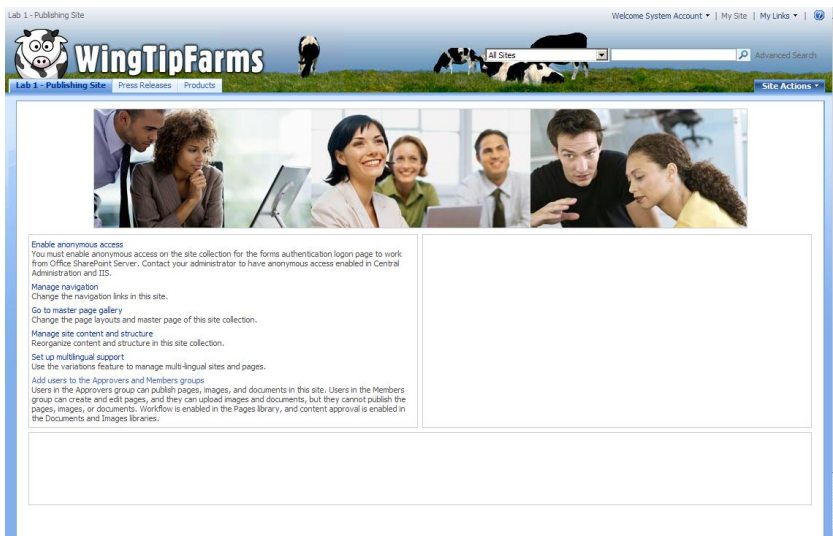 Lab 1 - Publishing Site
Welcome System Account | My Site | My Links |
WingTipFarms
All Sites
Advanced Search
Lab 1 - Publishing Site Press Releases Products
Site Actions
Enable anonymous access
You must enable anonymous access on the site collection for the forms authentication logon page to work
from Office SharePoint Server. Contact your administrator to have anonymous access enabled in Central
Administration and IIS.
Manage navigation
Change the navigation links in this site.
Go to master page gallery
Change the page layouts and master page of this site collection.
Manage site content and structure
Reorganize content and structure in this site collection.
Set up multilingual support
Use the variations feature to manage multi-lingual sites and pages.
Add users to the Approvers and Members groups
Users in the Approvers group can publish pages, images, and documents in this site. Users in the Members
group can create and edit pages, and they can upload images and documents, but they cannot publish the
pages, images, or documents. Workflow is enabled in the Pages library, and content approval is enabled in
the Documents and Images libraries.